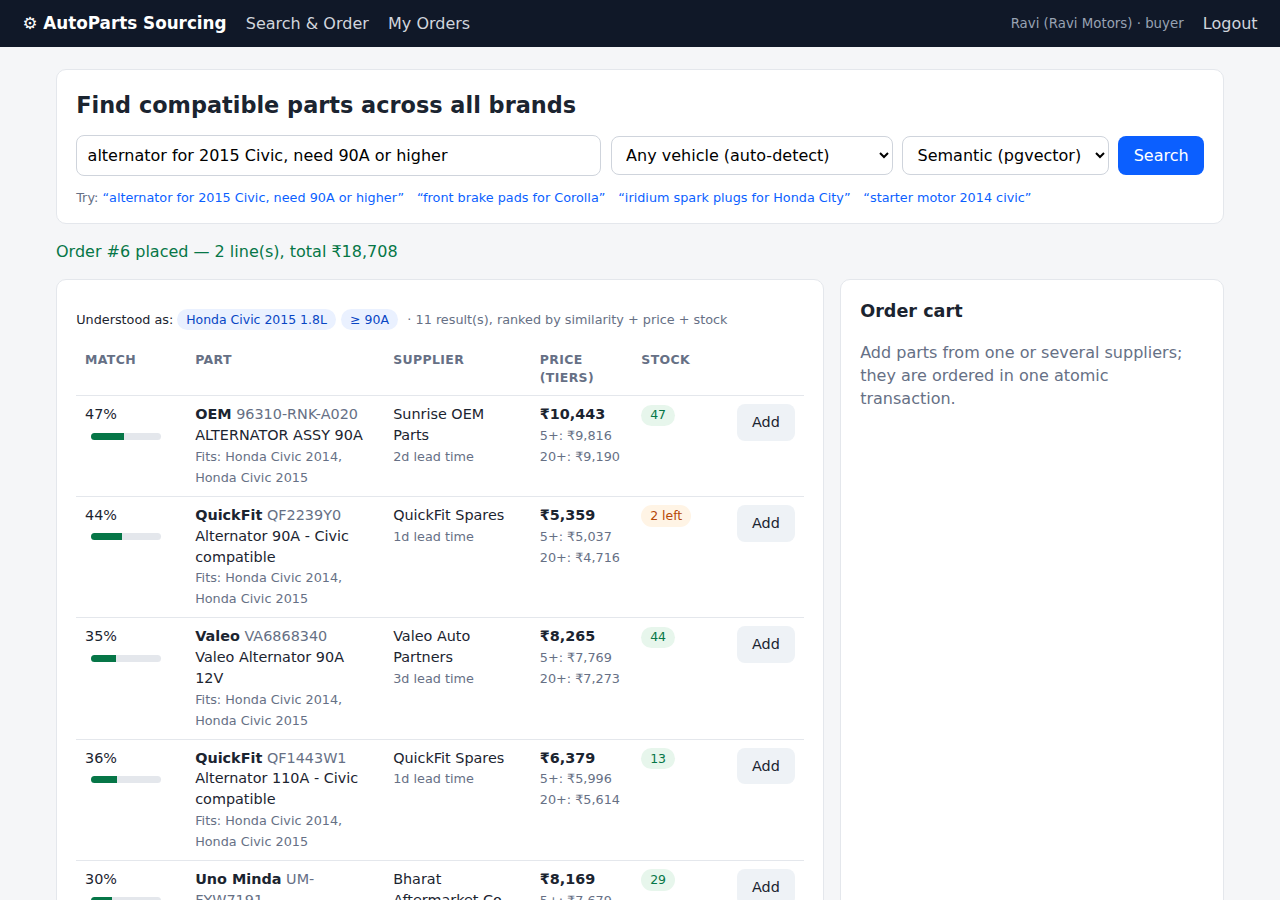 ⚙ AutoParts Sourcing Search & Order My Orders Ravi (Ravi Motors) · buyer Logout
Find compatible parts across all brands
alternator for 2015 Civic, need 90A or higher Any vehicle (auto-detect) Semantic (pgvector) Search
Try: “alternator for 2015 Civic, need 90A or higher” “front brake pads for Corolla” “iridium spark plugs for Honda City” “starter motor 2014 civic”
Order #6 placed — 2 line(s), total ₹18,708
Understood as: Honda Civic 2015 1.8L ≥ 90A · 11 result(s), ranked by similarity + price + stock
MATCH PART SUPPLIER PRICE (TIERS) STOCK
47% OEM 96310-RNK-A020 Sunrise OEM ₹10,443 47 Add
ALTERNATOR ASSY 90A Parts 5+: ₹9,816
Fits: Honda Civic 2014, 2d lead time 20+: ₹9,190
Honda Civic 2015
44% QuickFit QF2239Y0 QuickFit Spares ₹5,359 2 left Add
Alternator 90A - Civic 1d lead time 5+: ₹5,037
compatible 20+: ₹4,716
Fits: Honda Civic 2014,
Honda Civic 2015
35% Valeo VA6868340 Valeo Auto ₹8,265 44 Add
Valeo Alternator 90A Partners 5+: ₹7,769
12V 3d lead time 20+: ₹7,273
Fits: Honda Civic 2014,
Honda Civic 2015
36% QuickFit QF1443W1 QuickFit Spares ₹6,379 13 Add
Alternator 110A - Civic 1d lead time 5+: ₹5,996
compatible 20+: ₹5,614
Fits: Honda Civic 2014,
Honda Civic 2015
30% Uno Minda UM- Bharat ₹8,169 29 Add
Order cart
Add parts from one or several suppliers;
they are ordered in one atomic
transaction.